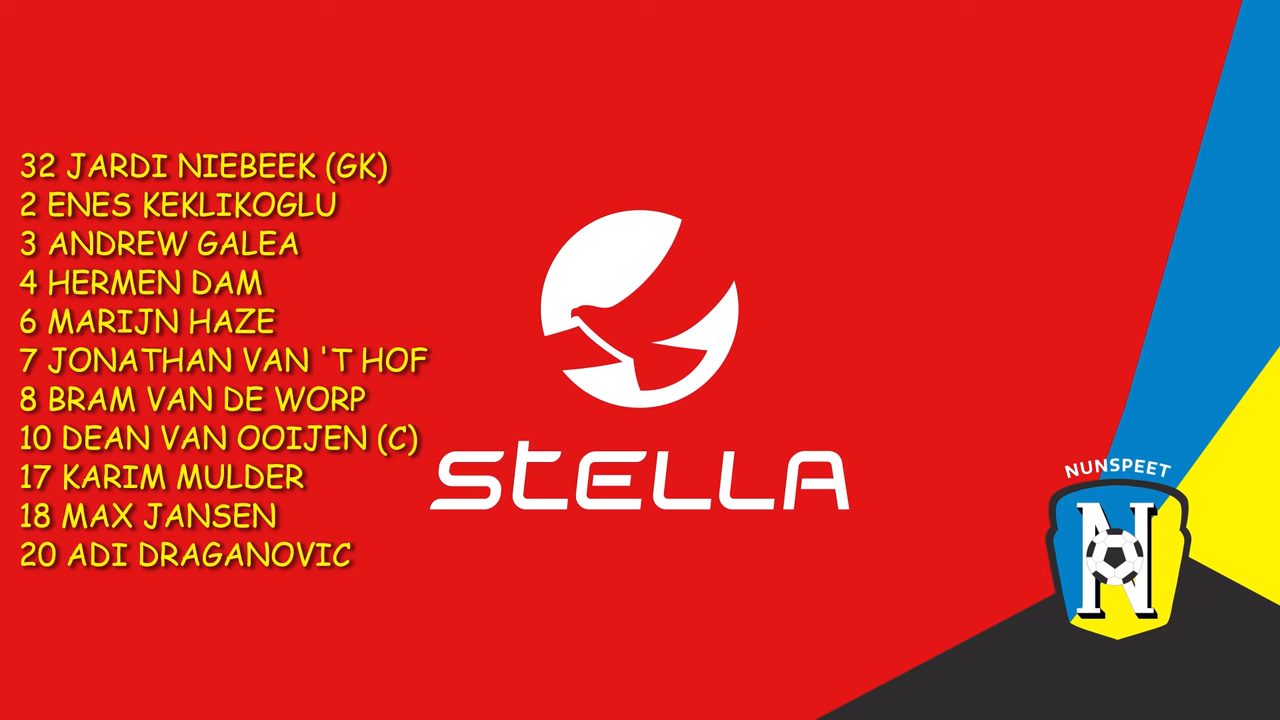 32 JARDI NIEBEEK (GK)
2 ENES KEKLIKOGLU
3 ANDREW GALEA
4 HERMEN DAM
6 MARIJN HAZE
7 JONATHAN VAN 'T HOF
8 BRAM VAN DE WORP
10 DEAN VAN OOIJEN (C)
17 KARIM MULDER
18 MAX JANSEN
20 ADI DRAGANOVIC
STELLA
NUNSPEET
N